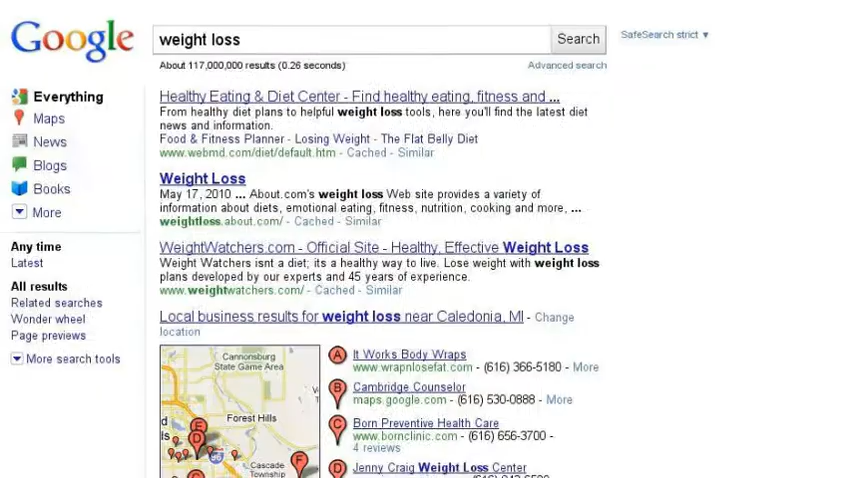 Google
weight loss
Search
SafeSearch strict ▼
About 117,000,000 results (0.26 seconds)
Advanced search
Everything
Maps
News
Blogs
Books
More
Any time
Latest
All results
Related searches
Wonder wheel
Page previews
More search tools
Healthy Eating & Diet Center - Find healthy eating, fitness and ...
From healthy diet plans to helpful weight loss tools, here you'll find the latest diet
news and information.
Food & Fitness Planner - Losing Weight - The Flat Belly Diet
www.webmd.com/diet/default.htm - Cached - Similar
Weight Loss
May 17, 2010 ... About.com's weight loss Web site provides a variety of
information about diets, emotional eating, fitness, nutrition, cooking and more, ...
weightloss.about.com/ - Cached - Similar
WeightWatchers.com - Official Site - Healthy, Effective Weight Loss
Weight Watchers isnt a diet; its a healthy way to live. Lose weight with weight loss
plans developed by our experts and 45 years of experience.
www.weightwatchers.com/ - Cached - Similar
Local business results for weight loss near Caledonia, MI - Change
location
Cannonsburg
State Game Area
Forest Hills
E
D
96
F
Cascade
Township
C
A
It Works Body Wraps
www.wrapnlosefat.com - (616) 366-5180 - More
B
Cambridge Counselor
maps.google.com - (616) 530-0888 - More
C
Born Preventive Health Care
www.bornclinic.com - (616) 656-3700 -
4 reviews
D
Jenny Craig Weight Loss Center